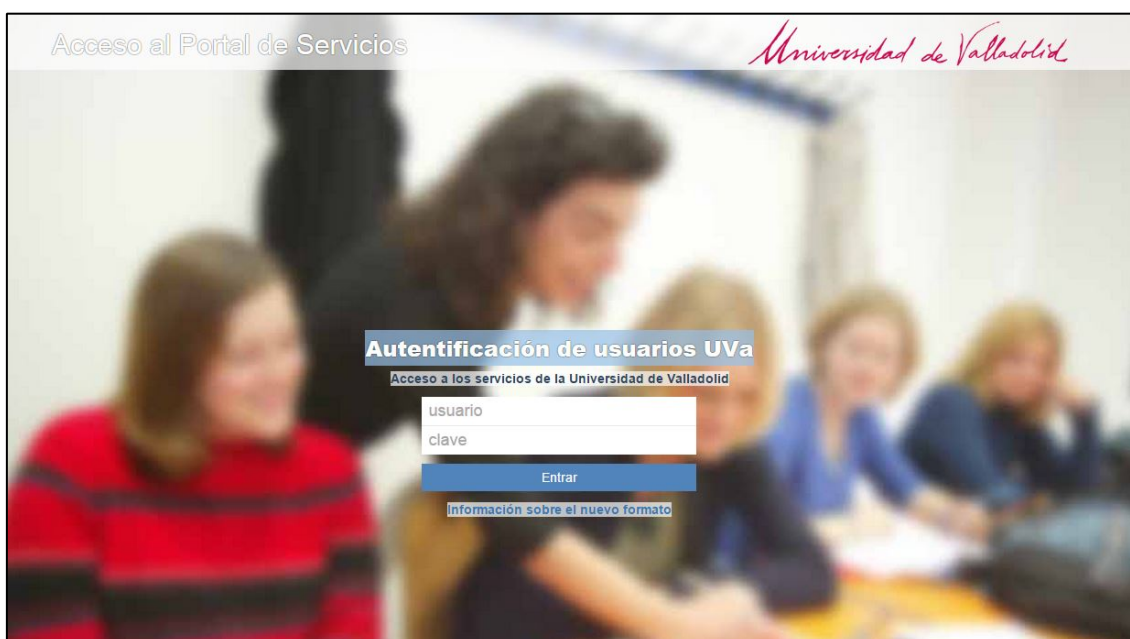 Acceso al Portal de Servicios
Universidad de Valladolid
Autentificación de usuarios UVa
Acceso a los servicios de la Universidad de Valladolid
usuario
clave
Entrar
Información sobre el nuevo formato